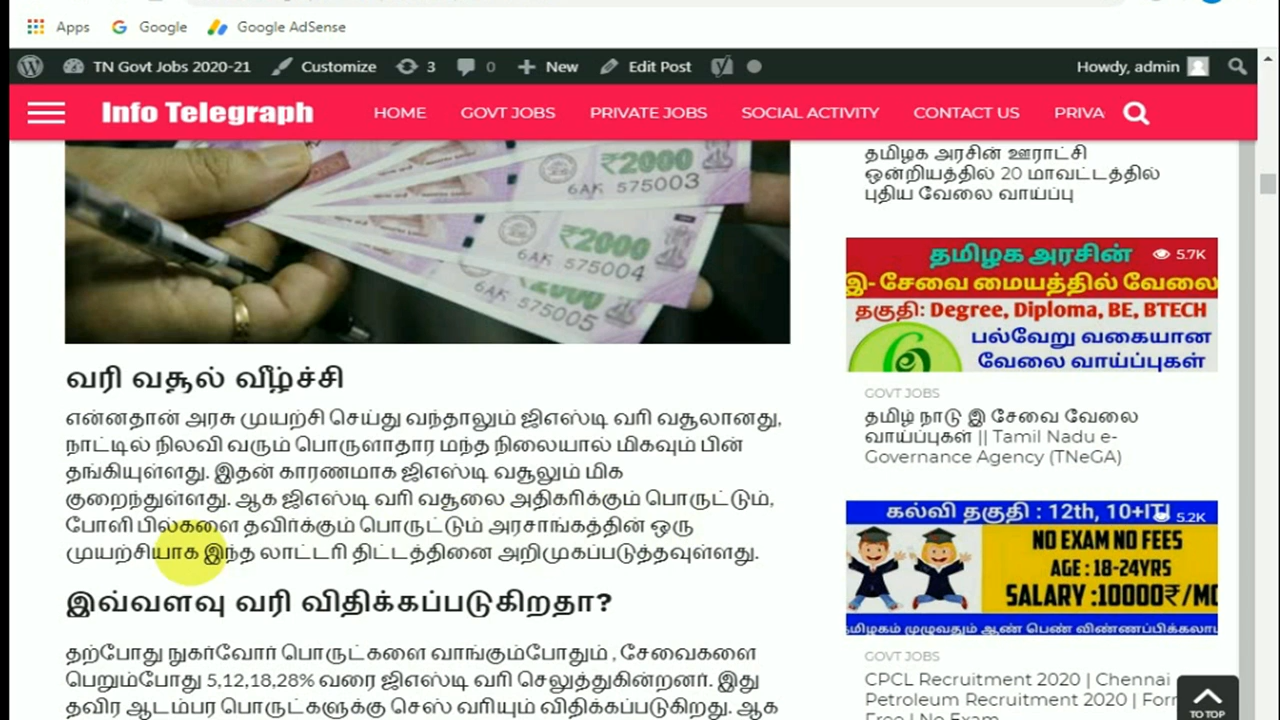 Apps Google Google AdSense
TN Govt Jobs 2020-21 Customize 3 0 New Edit Post Howdy, admin
Info Telegraph HOME GOVT JOBS PRIVATE JOBS SOCIAL ACTIVITY CONTACT US PRIVA
₹2000
6AK 575003
₹2000
6AK 575004
2000
6AK 575005
வரி வசூல் வீழ்ச்சி
என்னதான் அரசு முயற்சி செய்து வந்தாலும் ஜிஎஸ்டி வரி வசூலானது,
நாட்டில் நிலவி வரும் பொருளாதார மந்த நிலையால் மிகவும் பின்
தங்கியுள்ளது. இதன் காரணமாக ஜிஎஸ்டி வசூலும் மிக
குறைந்துள்ளது. ஆக ஜிஎஸ்டி வரி வசூலை அதிகரிக்கும் பொருட்டும்,
போளி பில்களை தவிர்க்கும் பொருட்டும் அரசாங்கத்தின் ஒரு
முயற்சியாக இந்த லாட்டரி திட்டத்தினை அறிமுகப்படுத்தவுள்ளது.
இவ்வளவு வரி விதிக்கப்படுகிறதா?
தற்போது நுகர்வோர் பொருட்களை வாங்கும்போதும் , சேவைகளை
பெறும்போது 5,12,18,28% வரை ஜிஎஸ்டி வரி செலுத்துகின்றனர். இது
தவிர ஆடம்பர பொருட்களுக்கு செஸ் வரியும் விதிக்கப்படுகிறது. ஆக
தமிழக அரசின் ஊராட்சி
ஒன்றியத்தில் 20 மாவட்டத்தில்
புதிய வேலை வாய்ப்பு
தமிழக அரசின் 5.7K
இ- சேவை மையத்தில் வேலை
தகுதி: Degree, Diploma, BE, BTECH
பல்வேறு வகையான
வேலை வாய்ப்புகள்
GOVT JOBS
தமிழ் நாடு இ சேவை வேலை
வாய்ப்புகள் || Tamil Nadu e-
Governance Agency (TNeGA)
கல்வி தகுதி : 12th, 10+ITI 5.2K
NO EXAM NO FEES
AGE : 18-24YRS
SALARY :10000₹/MO
தமிழகம் முழுவதும் ஆண் பெண் விண்ணப்பிக்கலாம்
GOVT JOBS
CPCL Recruitment 2020 | Chennai
Petroleum Recruitment 2020 | Form
Free | No Exam
TO TOP